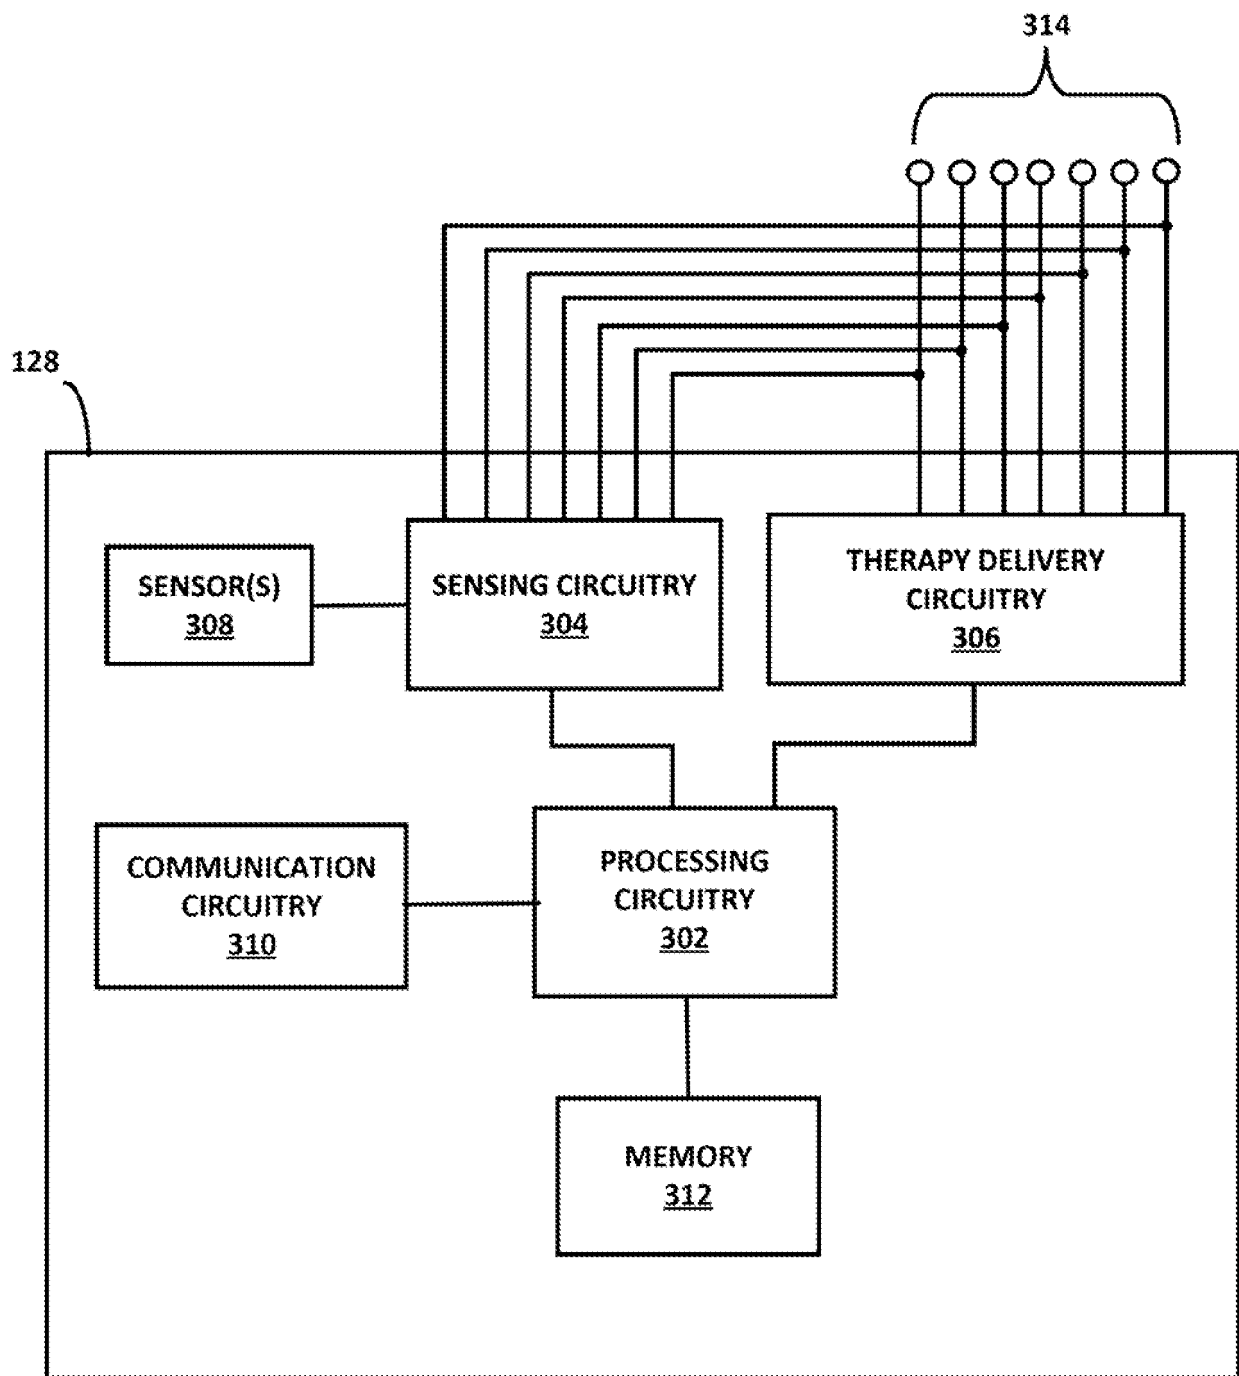 314
128
SENSOR(S)
308
SENSING CIRCUITRY
304
THERAPY DELIVERY
CIRCUITRY
306
COMMUNICATION
CIRCUITRY
310
PROCESSING
CIRCUITRY
302
MEMORY
312